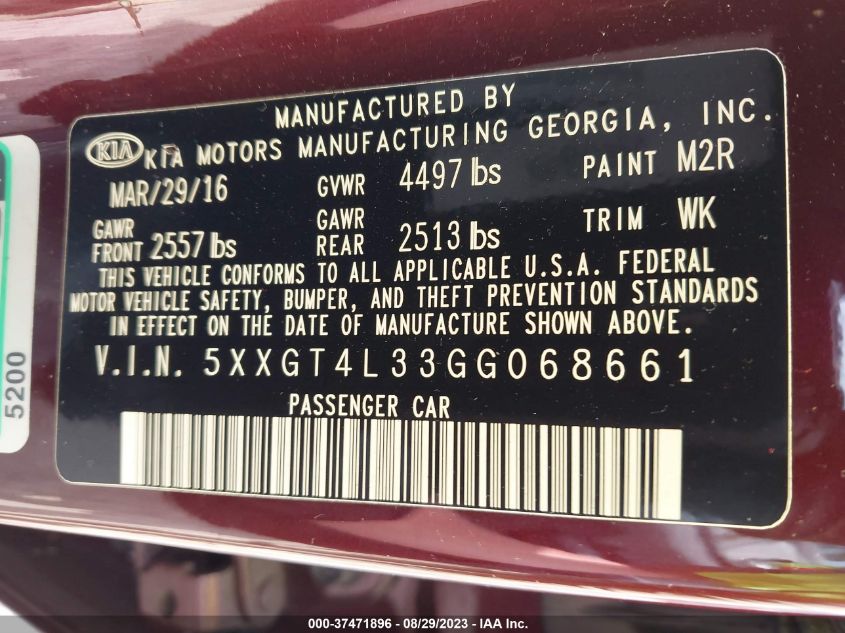 MANUFACTURED BY
KIA KIA MOTORS MANUFACTURING GEORGIA, INC.
MAR/29/16 GVWR 4497 lbs PAINT M2R
GAWR FRONT 2557 lbs GAWR REAR 2513 lbs TRIM WK
THIS VEHICLE CONFORMS TO ALL APPLICABLE U.S.A. FEDERAL
MOTOR VEHICLE SAFETY, BUMPER, AND THEFT PREVENTION STANDARDS
IN EFFECT ON THE DATE OF MANUFACTURE SHOWN ABOVE.
V.I.N. 5XXGT4L33GG068661
PASSENGER CAR
5200
000-37471896 - 08/29/2023 - IAA Inc.